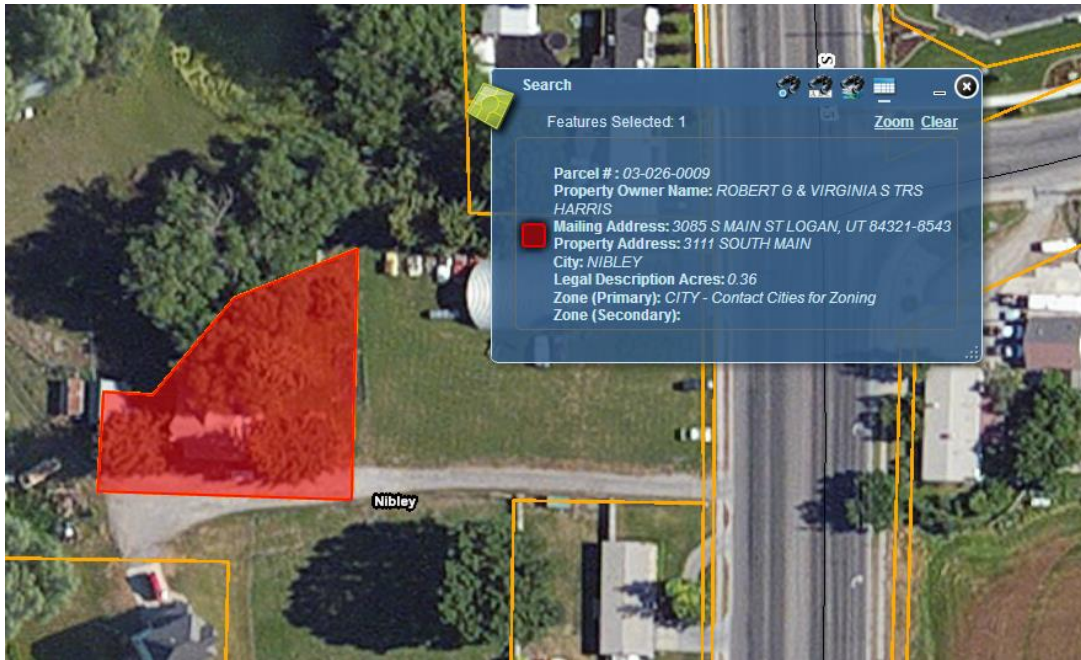 S
Search
Features Selected: 1
Zoom Clear
Parcel # : 03-026-0009
Property Owner Name: ROBERT G & VIRGINIA S TRS
HARRIS
Mailing Address: 3085 S MAIN ST LOGAN, UT 84321-8543
Property Address: 3111 SOUTH MAIN
City: NIBLEY
Legal Description Acres: 0.36
Zone (Primary): CITY - Contact Cities for Zoning
Zone (Secondary):
Nibley